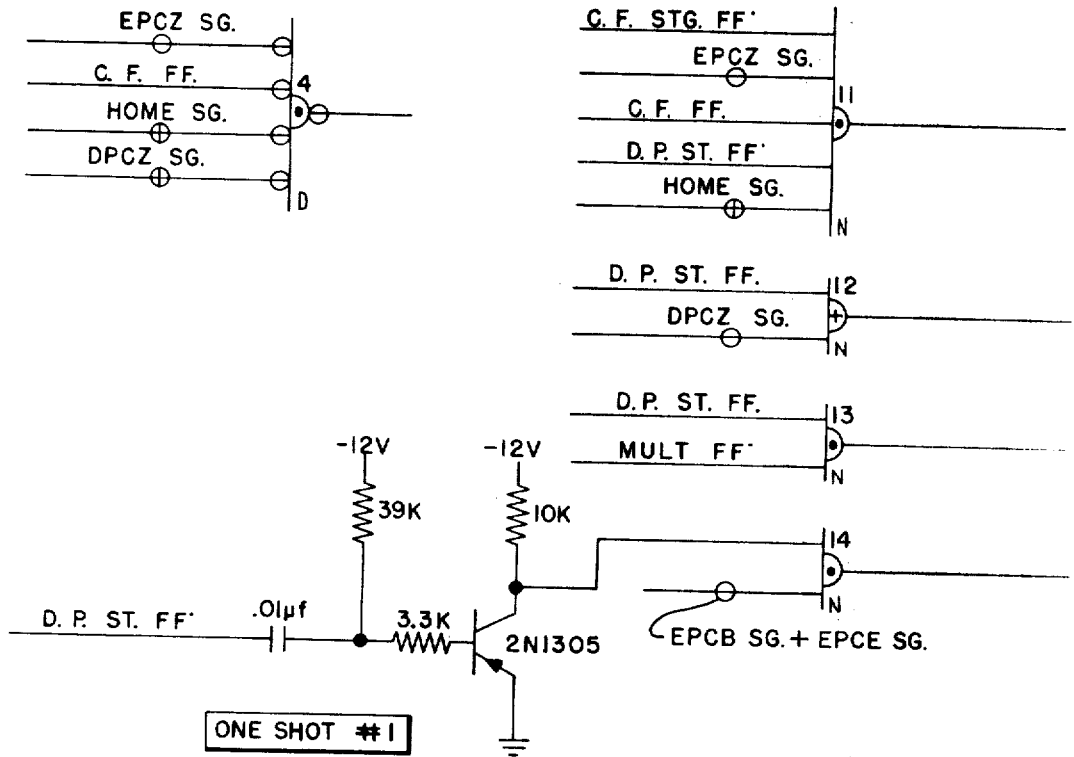 EPCZ SG.
C. F. FF.
4
HOME SG.
DPCZ SG.
D
C. F. STG. FF'
EPCZ SG.
11
C. F. FF.
D. P. ST. FF'
HOME SG.
N
D. P. ST. FF.
12
DPCZ SG.
N
D. P. ST. FF.
13
MULT FF'
N
-12V
-12V
39K
10K
14
N
D. P. ST. FF'
.01µf
3.3K
2N1305
EPCB SG. + EPCE SG.
ONE SHOT #1